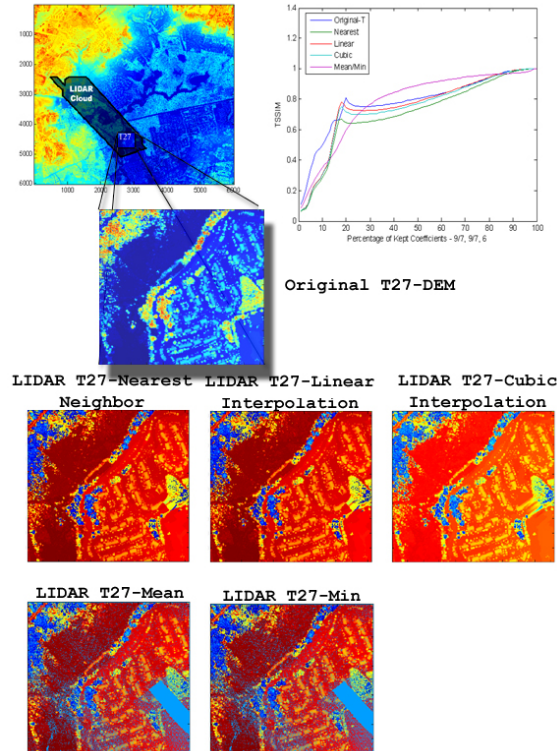 0
1000
2000
3000
4000
5000
6000
1000 2000 3000 4000 5000 6000
LIDAR
Cloud
T27
1.4
1.2
1
0.8
0.6
0.4
0.2
0
TSSIM
Original-T
Nearest
Linear
Cubic
Mean/Min
0 10 20 30 40 50 60 70 80 90 100
Percentage of Kept Coefficients - 9/7, 9/7, 6
Original T27-DEM
LIDAR T27-Nearest
Neighbor
LIDAR T27-Linear
Interpolation
LIDAR T27-Cubic
Interpolation
LIDAR T27-Mean
LIDAR T27-Min